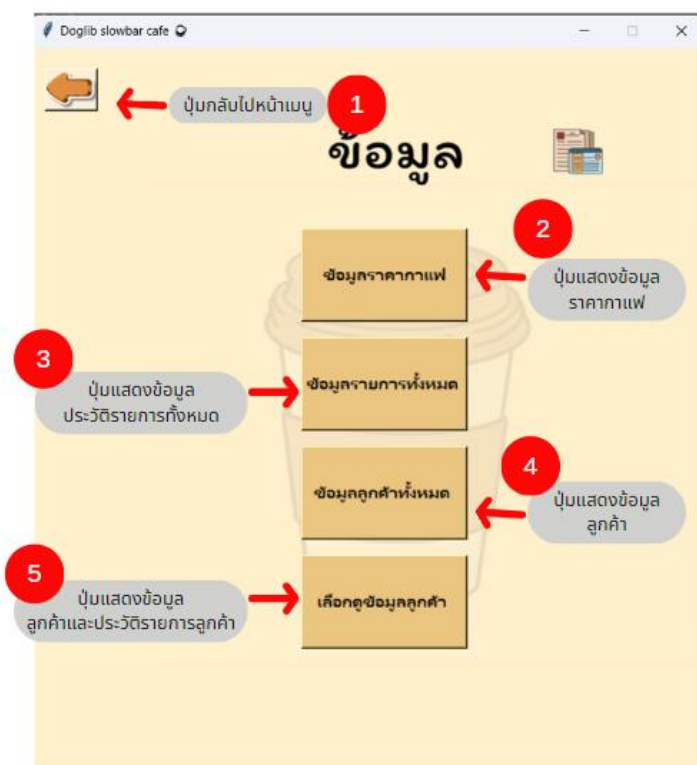 Doglib slowbar cafe
ปุ่มกลับไปหน้าเมนู
1
ข้อมูล
2
ข้อมูลราคากาแฟ
ปุ่มแสดงข้อมูล
ราคากาแฟ
3
ปุ่มแสดงข้อมูล
ประวัติรายการทั้งหมด
ข้อมูลรายการทั้งหมด
4
ข้อมูลลูกค้าทั้งหมด
ปุ่มแสดงข้อมูล
ลูกค้า
5
ปุ่มแสดงข้อมูล
ลูกค้าและประวัติรายการลูกค้า
เลือกดูข้อมูลลูกค้า